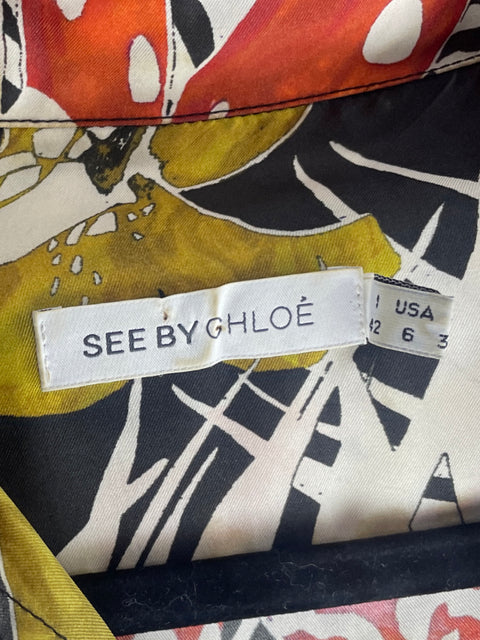 SEE BY CHLOÉ
I USA
42 6 3